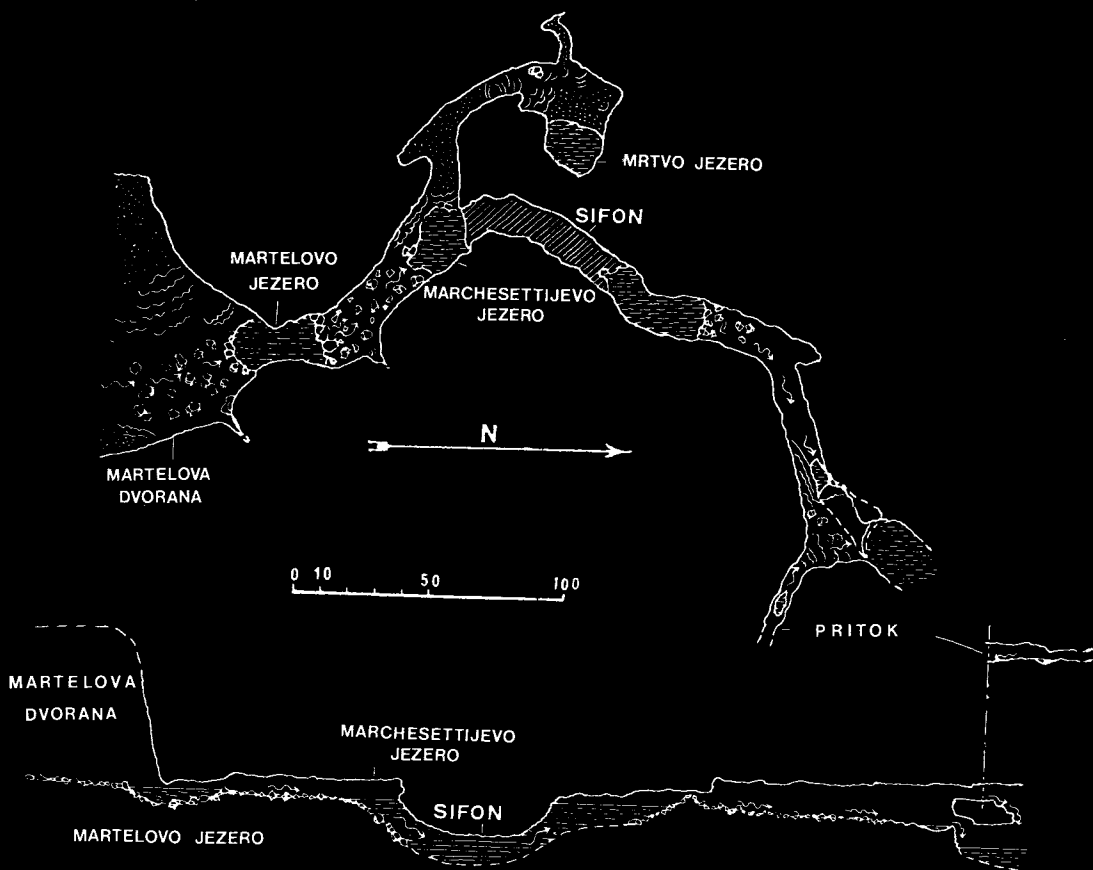 MRTVO JEZERO
SIFON
MARTELOVO
JEZERO
MARCHESETTIJEVO
JEZERO
N
MARTELOVA
DVORANA
0 10 50 100
PRITOK
MARTELOVA
DVORANA
MARCHESETTIJEVO
JEZERO
SIFON
MARTELOVO JEZERO